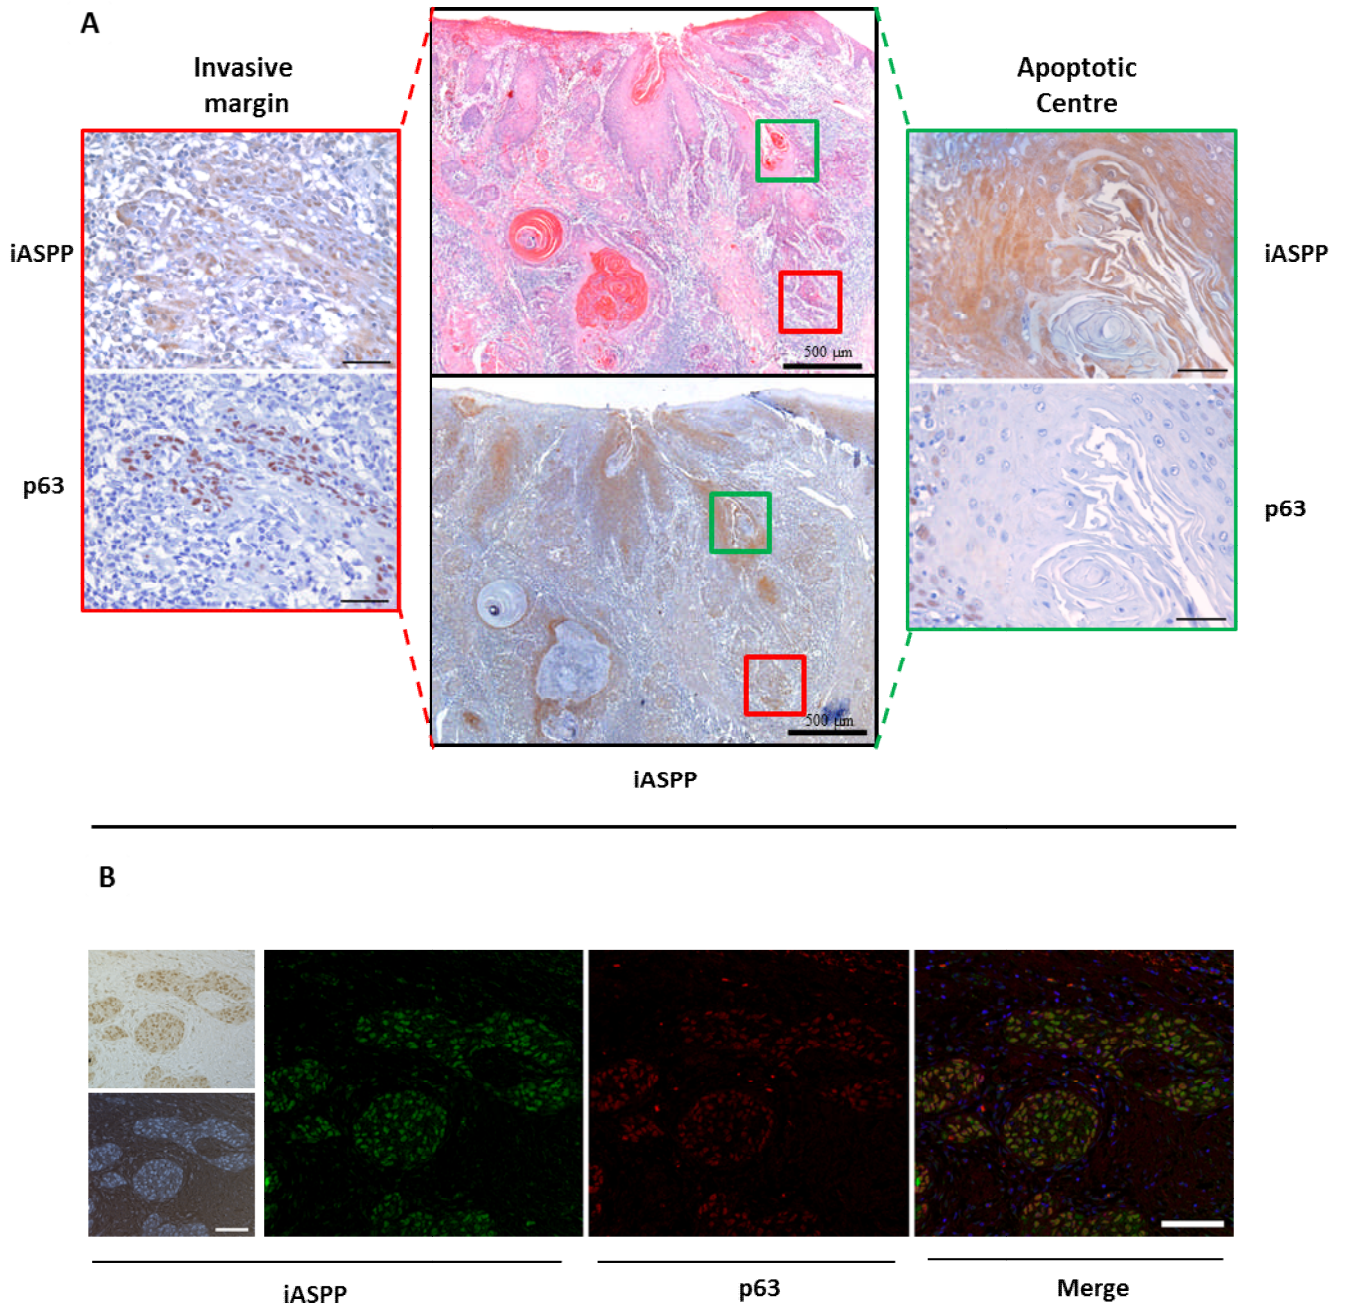 A
Invasive
margin
Apoptotic
Centre
iASPP
iASPP
500 μm
p63
p63
500 μm
iASPP
B
iASPP
p63
Merge